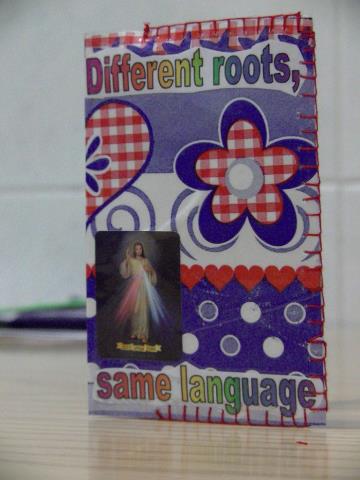 Different roots,
same language